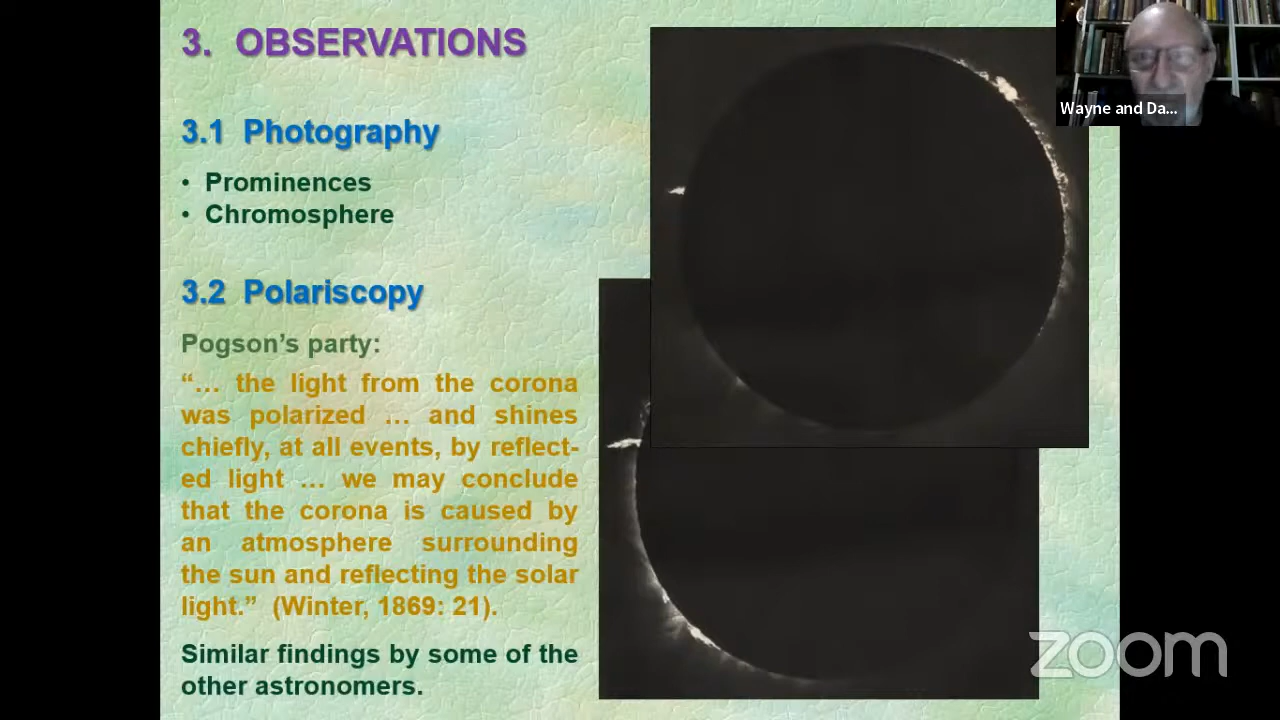 3. OBSERVATIONS
3.1 Photography
• Prominences
• Chromosphere
3.2 Polariscopy
Pogson’s party:
“… the light from the corona
was polarized … and shines
chiefly, at all events, by reflect-
ed light … we may conclude
that the corona is caused by
an atmosphere surrounding
the sun and reflecting the solar
light.” (Winter, 1869: 21).
Similar findings by some of the
other astronomers.
Wayne and Da...
zoom